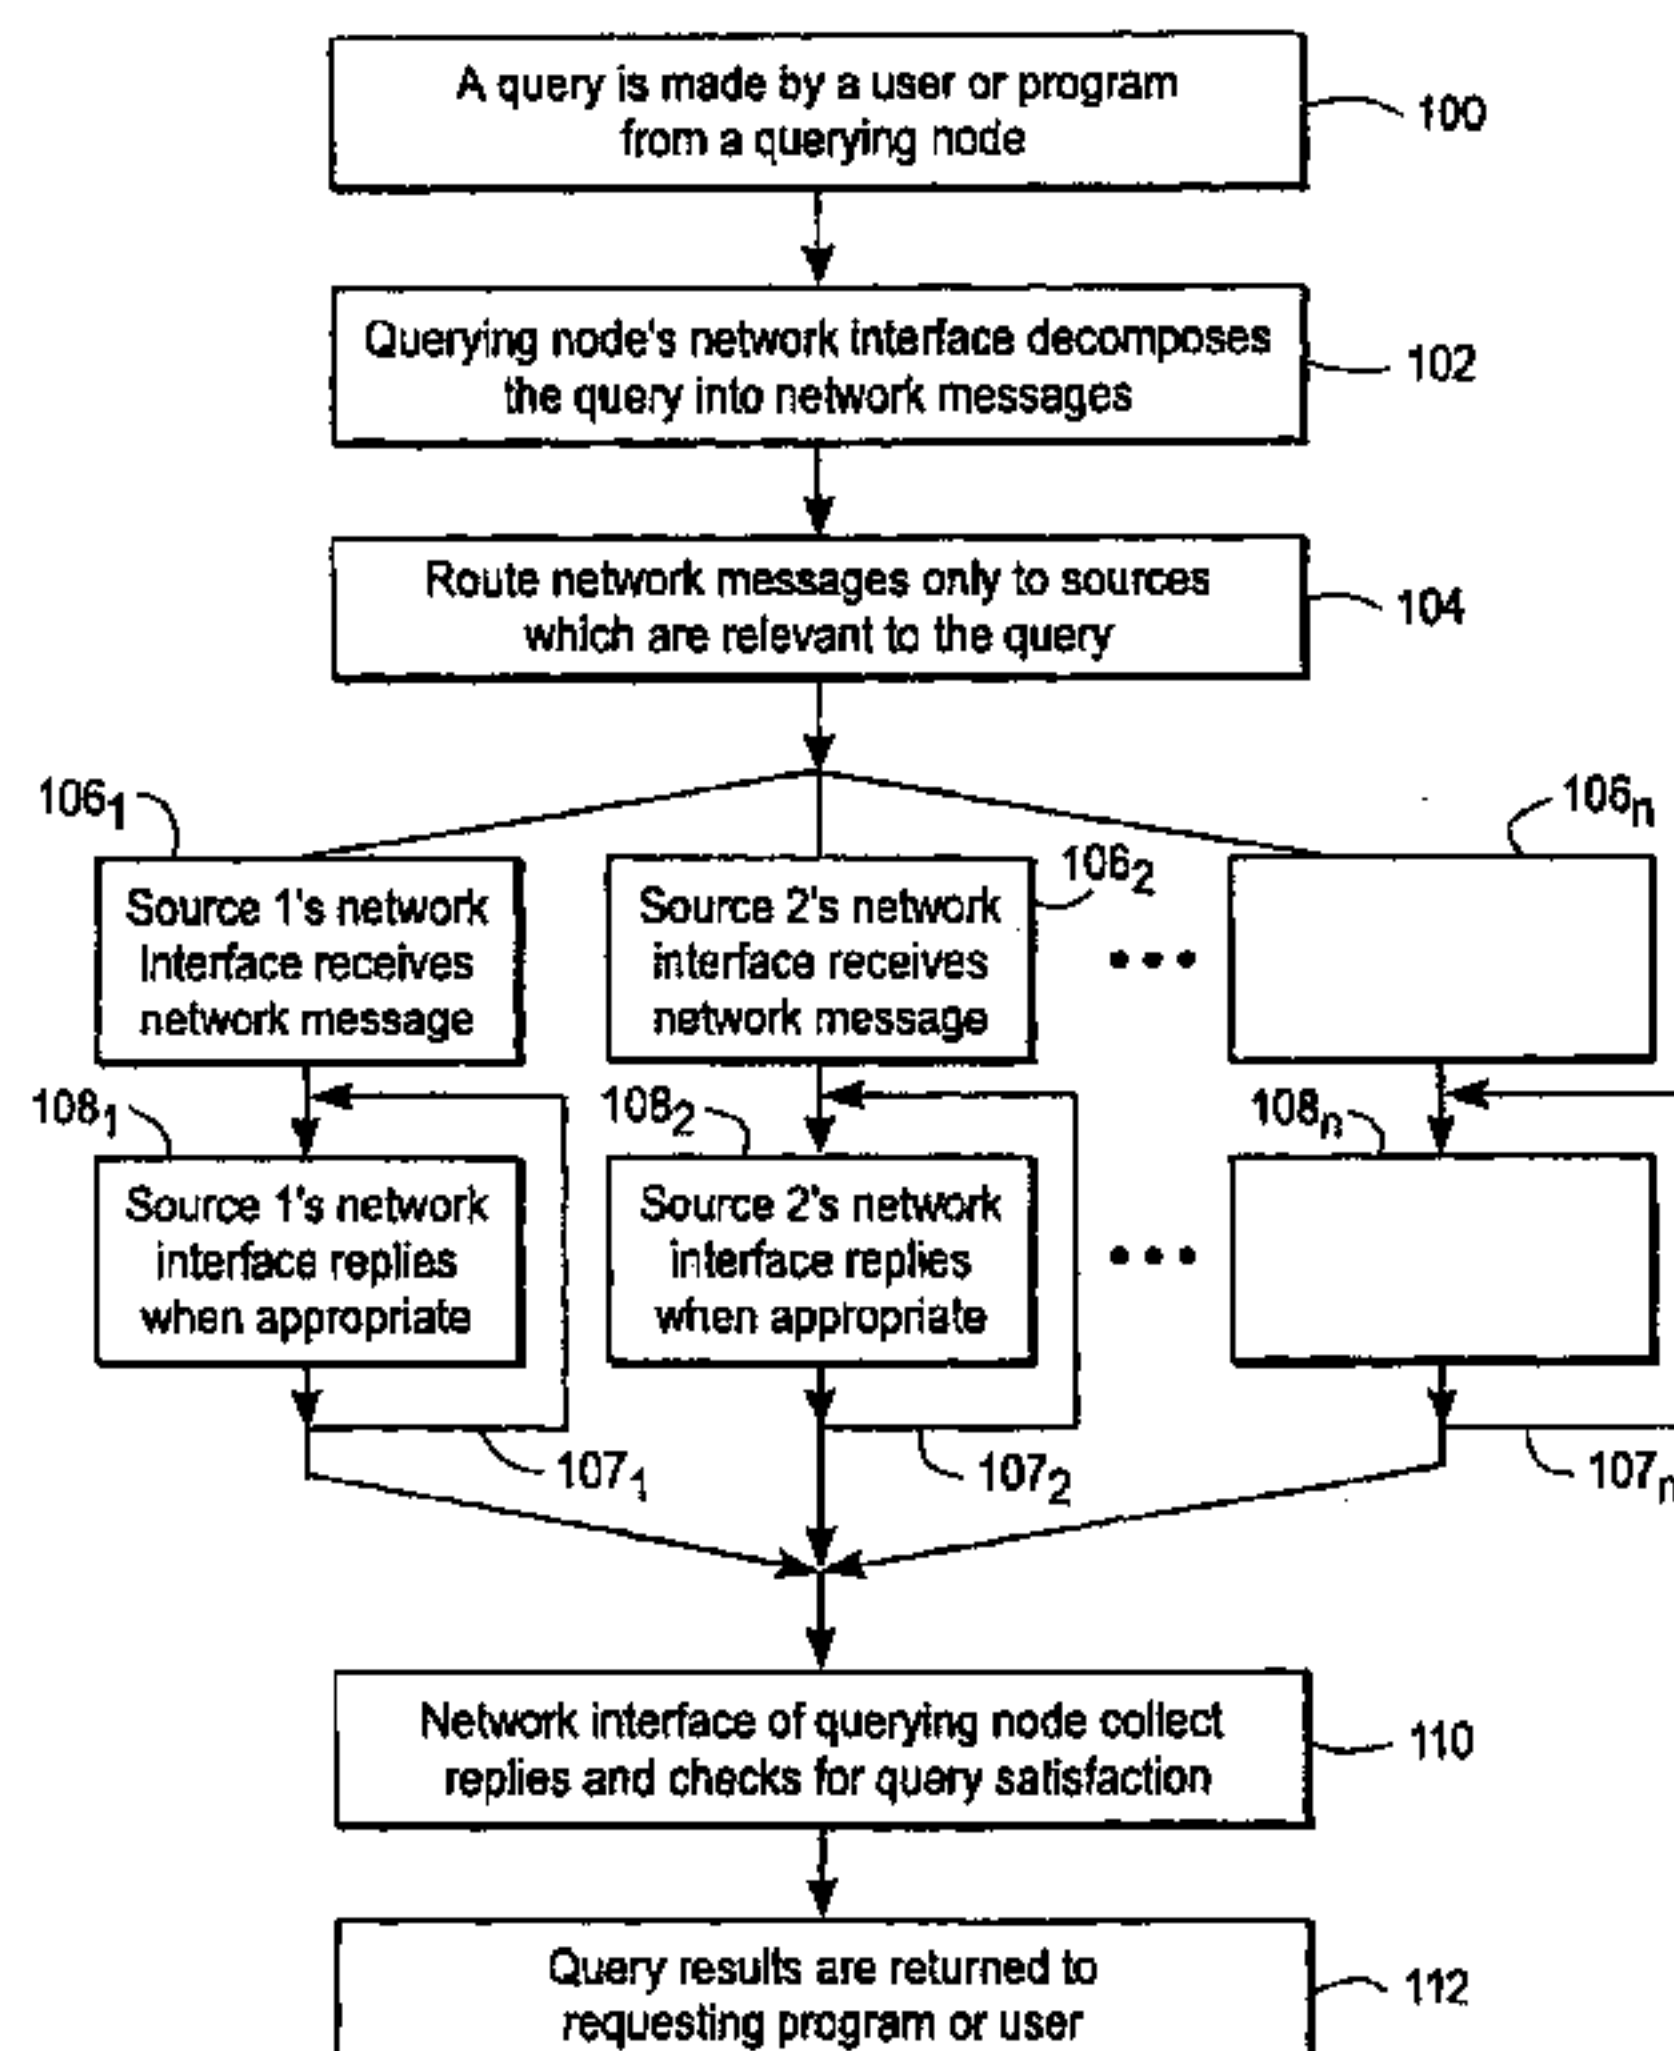 A query is made by a user or program
from a querying node
100
Querying node's network interface decomposes
the query into network messages
102
Route network messages only to sources
which are relevant to the query
104
106₁
106₂
106ₙ
Source 1's network
Interface receives
network message
Source 2's network
interface receives
network message
• • •
108₁
108₂
108ₙ
Source 1's network
interface replies
when appropriate
Source 2's network
interface replies
when appropriate
• • •
107₁
107₂
107ₙ
Network interface of querying node collect
replies and checks for query satisfaction
110
Query results are returned to
requesting program or user
112